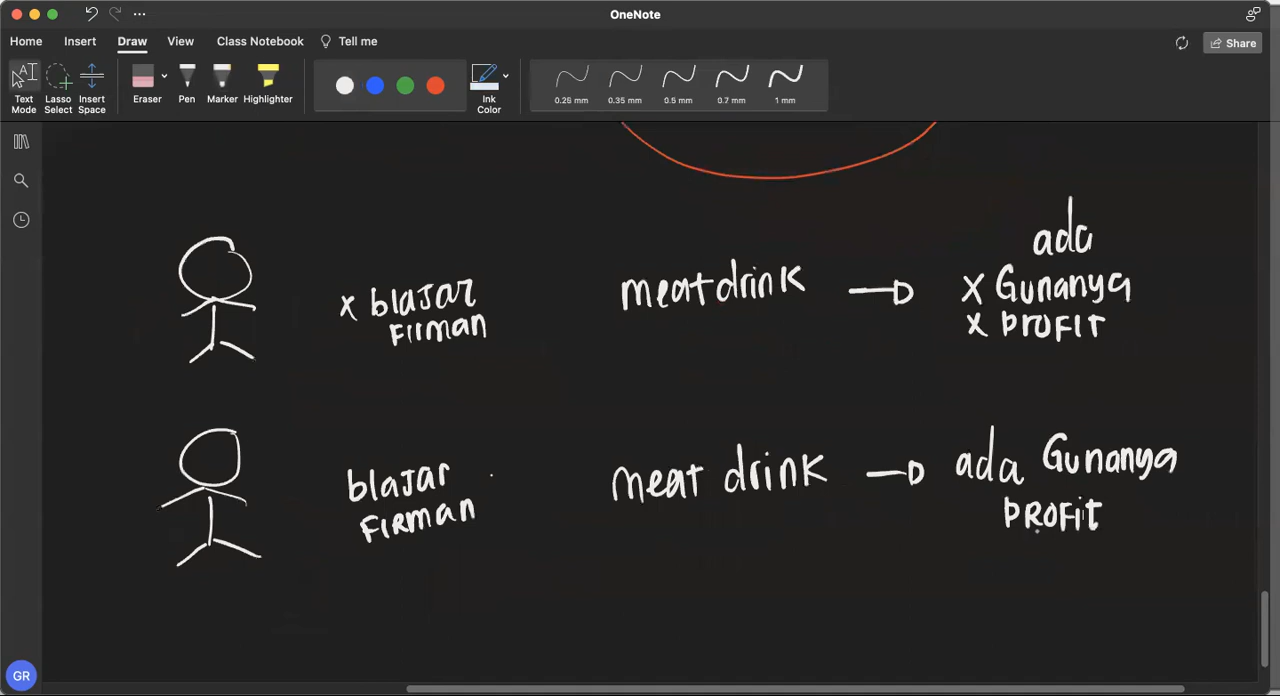 OneNote
Home Insert Draw View Class Notebook Tell me
Share
Text Mode
Lasso Select
Insert Space
Eraser
Pen
Marker
Highlighter
Ink Color
0.25 mm 0.35 mm 0.5 mm 0.7 mm 1 mm
ada
x blajar meat drink x Gunanya
Firman x profit
blajar meat drink ada Gunanya
Firman profit
GR